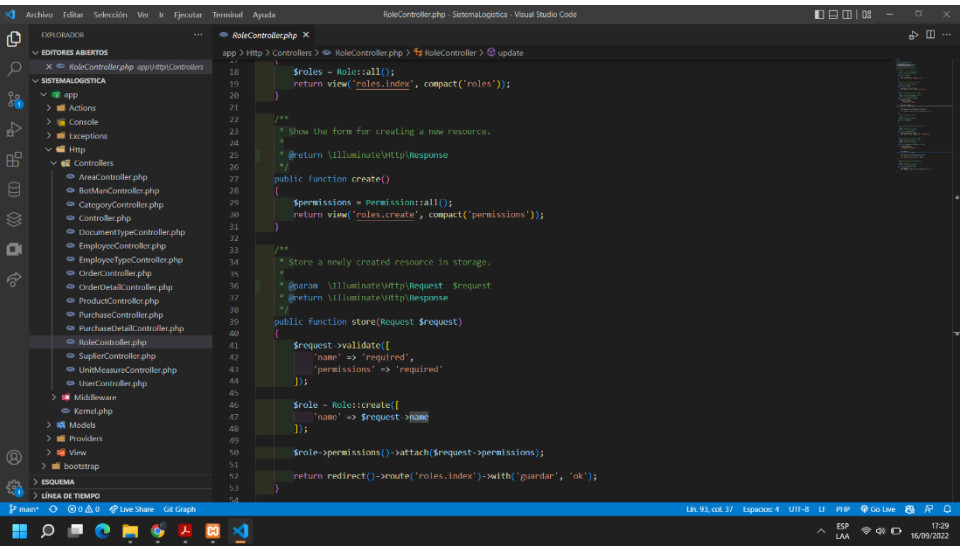 Archivo Editar Selección Ver Ir Ejecutar Terminal Ayuda
RoleController.php - SistemaLogistica - Visual Studio Code
EXPLORADOR
EDITORES ABIERTOS
RoleController.php app\Http\Controllers
SISTEMALOGISTICA
app
Actions
Console
Exceptions
Http
Controllers
AreaController.php
BotManController.php
CategoryController.php
Controller.php
DocumentTypeController.php
EmployeeController.php
EmployeeTypeController.php
OrderController.php
OrderDetailController.php
ProductController.php
PurchaseController.php
PurchaseDetailController.php
RoleController.php
SuplierController.php
UnitMeasureController.php
UserController.php
Middleware
Kernel.php
Models
Providers
View
bootstrap
ESQUEMA
LÍNEA DE TIEMPO
RoleController.php
app > Http > Controllers > RoleController.php > RoleController > update
17 {
18 $roles = Role::all();
19 return view('roles.index', compact('roles'));
20 }
21
22 /**
23 * Show the form for creating a new resource.
24 *
25 * @return \Illuminate\Http\Response
26 */
27 public function create()
28 {
29 $permissions = Permission::all();
30 return view('roles.create', compact('permissions'));
31 }
32
33 /**
34 * Store a newly created resource in storage.
35 *
36 * @param \Illuminate\Http\Request $request
37 * @return \Illuminate\Http\Response
38 */
39 public function store(Request $request)
40 {
41 $request->validate([
42 'name' => 'required',
43 'permissions' => 'required'
44 ]);
45
46 $role = Role::create([
47 'name' => $request->name
48 ]);
49
50 $role->permissions()->attach($request->permissions);
51
52 return redirect()->route('roles.index')->with('guardar', 'ok');
53 }
54
main* 0 0 Live Share Git Graph
Lín. 93, col. 37 Espacios: 4 UTF-8 LF PHP Go Live
ESP
LAA
17:29
16/09/2022